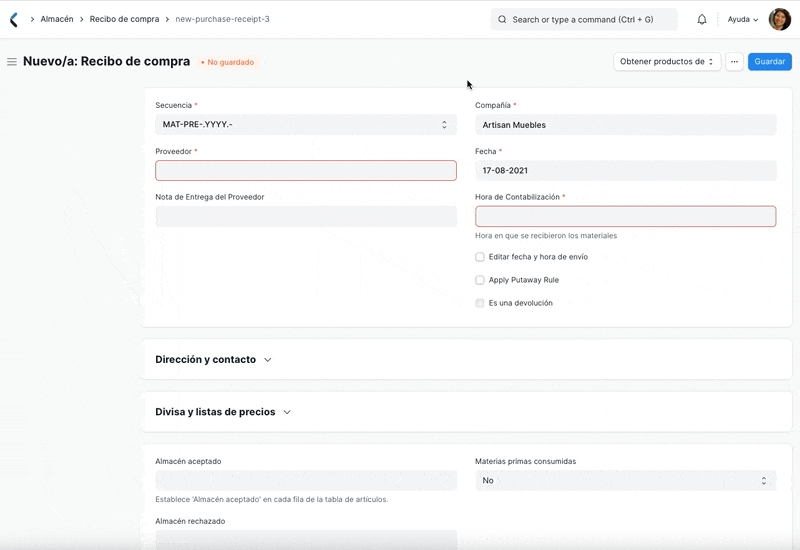 Almacén
Recibo de compra
new-purchase-receipt-3
Search or type a command (Ctrl + G)
Ayuda
Nuevo/a: Recibo de compra
• No guardado
Obtener productos de
Guardar
Secuencia *
MAT-PRE-.YYYY.-
Compañía *
Artisan Muebles
Proveedor *
Fecha *
17-08-2021
Nota de Entrega del Proveedor
Hora de Contabilización *
Hora en que se recibieron los materiales
Editar fecha y hora de envío
Apply Putaway Rule
Es una devolución
Dirección y contacto
Divisa y listas de precios
Almacén aceptado
Establece 'Almacén aceptado' en cada fila de la tabla de artículos.
Materias primas consumidas
No
Almacén rechazado